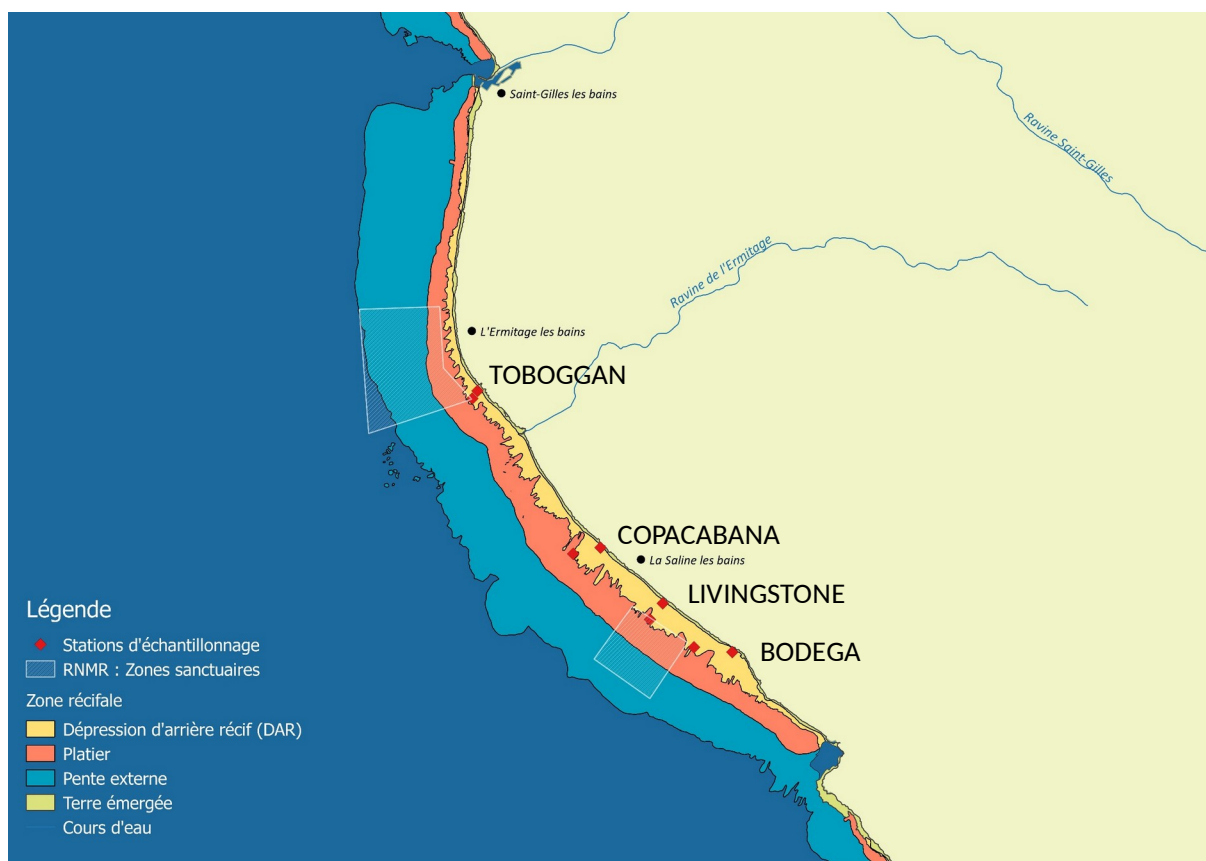 Saint-Gilles les bains
Ravine Saint-Gilles
Ravine de l'Ermitage
L'Ermitage les bains
TOBOGGAN
COPACABANA
La Saline les bains
LIVINGSTONE
BODEGA
Légende
Stations d'échantillonnage
RNMR : Zones sanctuaires
Zone récifale
Dépression d'arrière récif (DAR)
Platier
Pente externe
Terre émergée
Cours d'eau